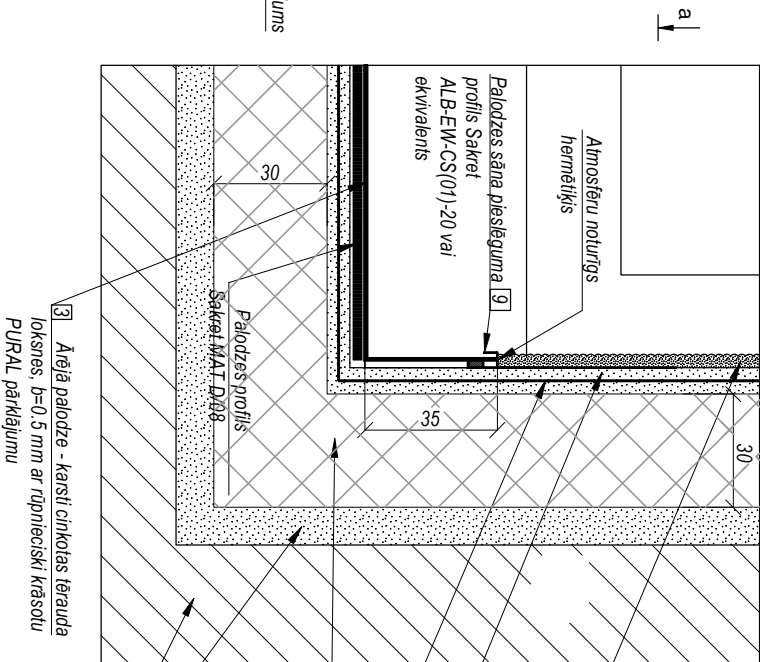 a
jums
Atmosfēru noturīgs
hermētiķis
Palodzes sāna pieslēguma 9
profils Sakret
ALB-EW-CS(01)-20 vai
ekvivalents
30
35
30
Palodzes profils
Sakret MAT D/08
3 Ārējā palodze - karsti cinkotas tērauda
loksnes, b=0.5 mm ar rūpnieciski krāsotu
PURAL pārklājumu